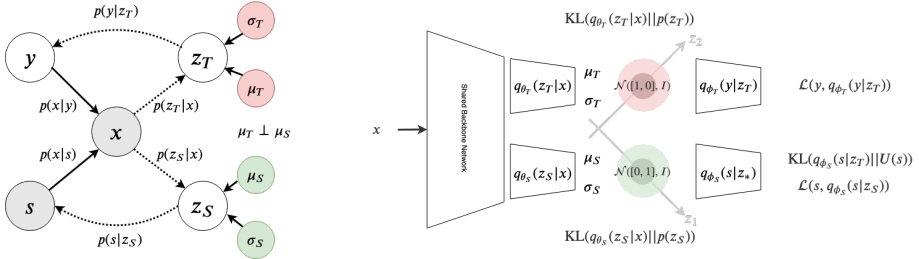 p(y|z_T)
σ_T
y
z_T
μ_T
p(x|y)
p(z_T|x)
x
μ_T ⊥ μ_S
p(x|s)
p(z_S|x)
μ_S
s
z_S
p(s|z_S)
σ_S
KL(q_{θ_T}(z_T|x)||p(z_T))
z_2
q_{θ_T}(z_T|x)
μ_T
σ_T
𝒩([1, 0], I)
q_{ϕ_T}(y|z_T)
ℒ(y, q_{ϕ_T}(y|z_T))
x
Shared Backbone Network
q_{θ_S}(z_S|x)
μ_S
σ_S
𝒩([0, 1], I)
q_{ϕ_S}(s|z_*)
KL(q_{ϕ_S}(s|z_T)||U(s))
ℒ(s, q_{ϕ_S}(s|z_S))
z_1
KL(q_{θ_S}(z_S|x)||p(z_S))